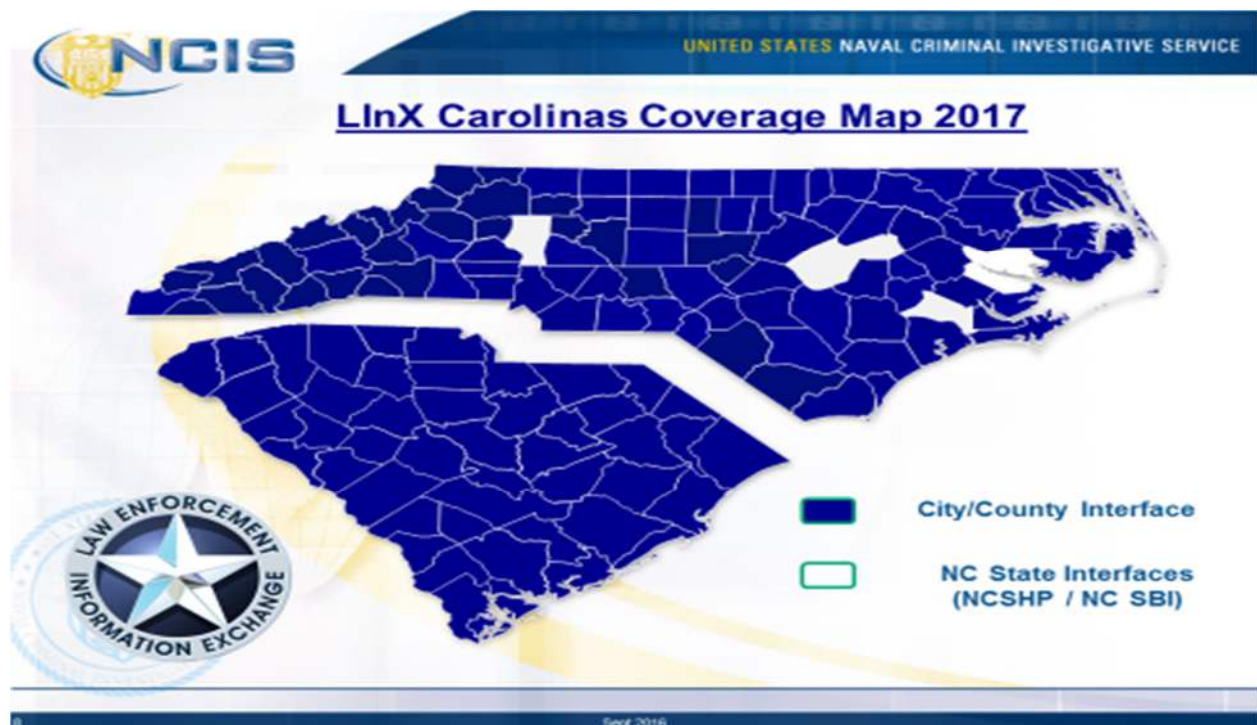 NCIS
UNITED STATES NAVAL CRIMINAL INVESTIGATIVE SERVICE
LInX Carolinas Coverage Map 2017
City/County Interface
NC State Interfaces
(NCSHP / NC SBI)
LAW ENFORCEMENT
INFORMATION EXCHANGE
8
Sept 2016